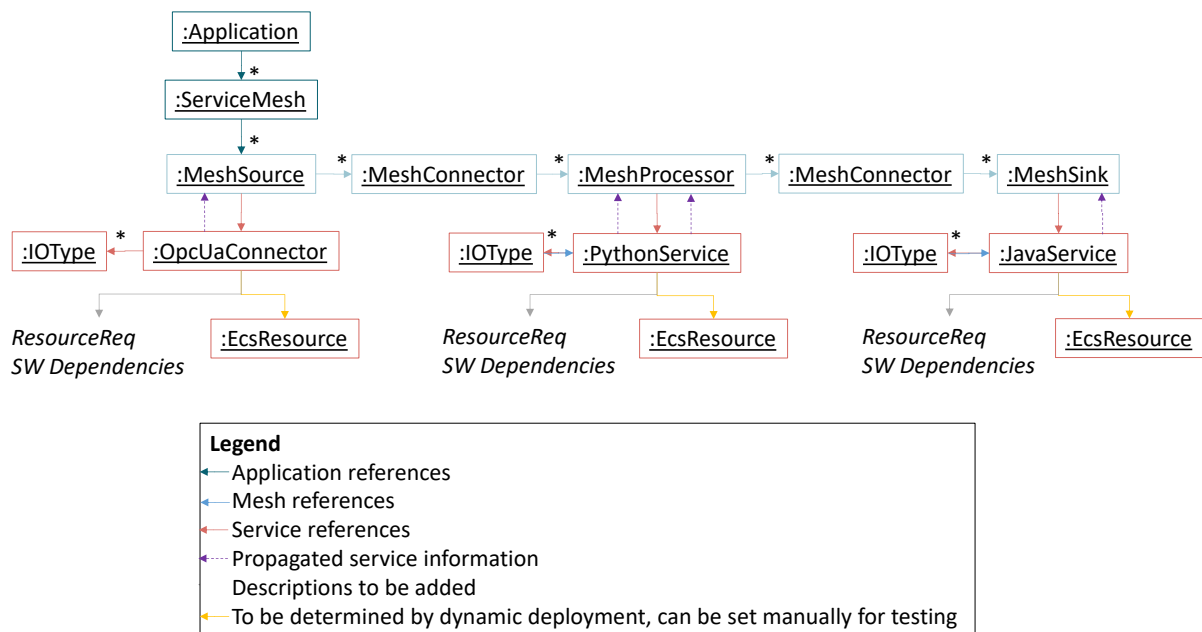 :Application
*
:ServiceMesh
*
:MeshSource
*
:MeshConnector
*
:MeshProcessor
*
:MeshConnector
*
:MeshSink
:IOType
*
:OpcUaConnector
:IOType
*
:PythonService
:IOType
*
:JavaService
ResourceReq
SW Dependencies
:EcsResource
ResourceReq
SW Dependencies
:EcsResource
ResourceReq
SW Dependencies
:EcsResource
Legend
Application references
Mesh references
Service references
Propagated service information
Descriptions to be added
To be determined by dynamic deployment, can be set manually for testing